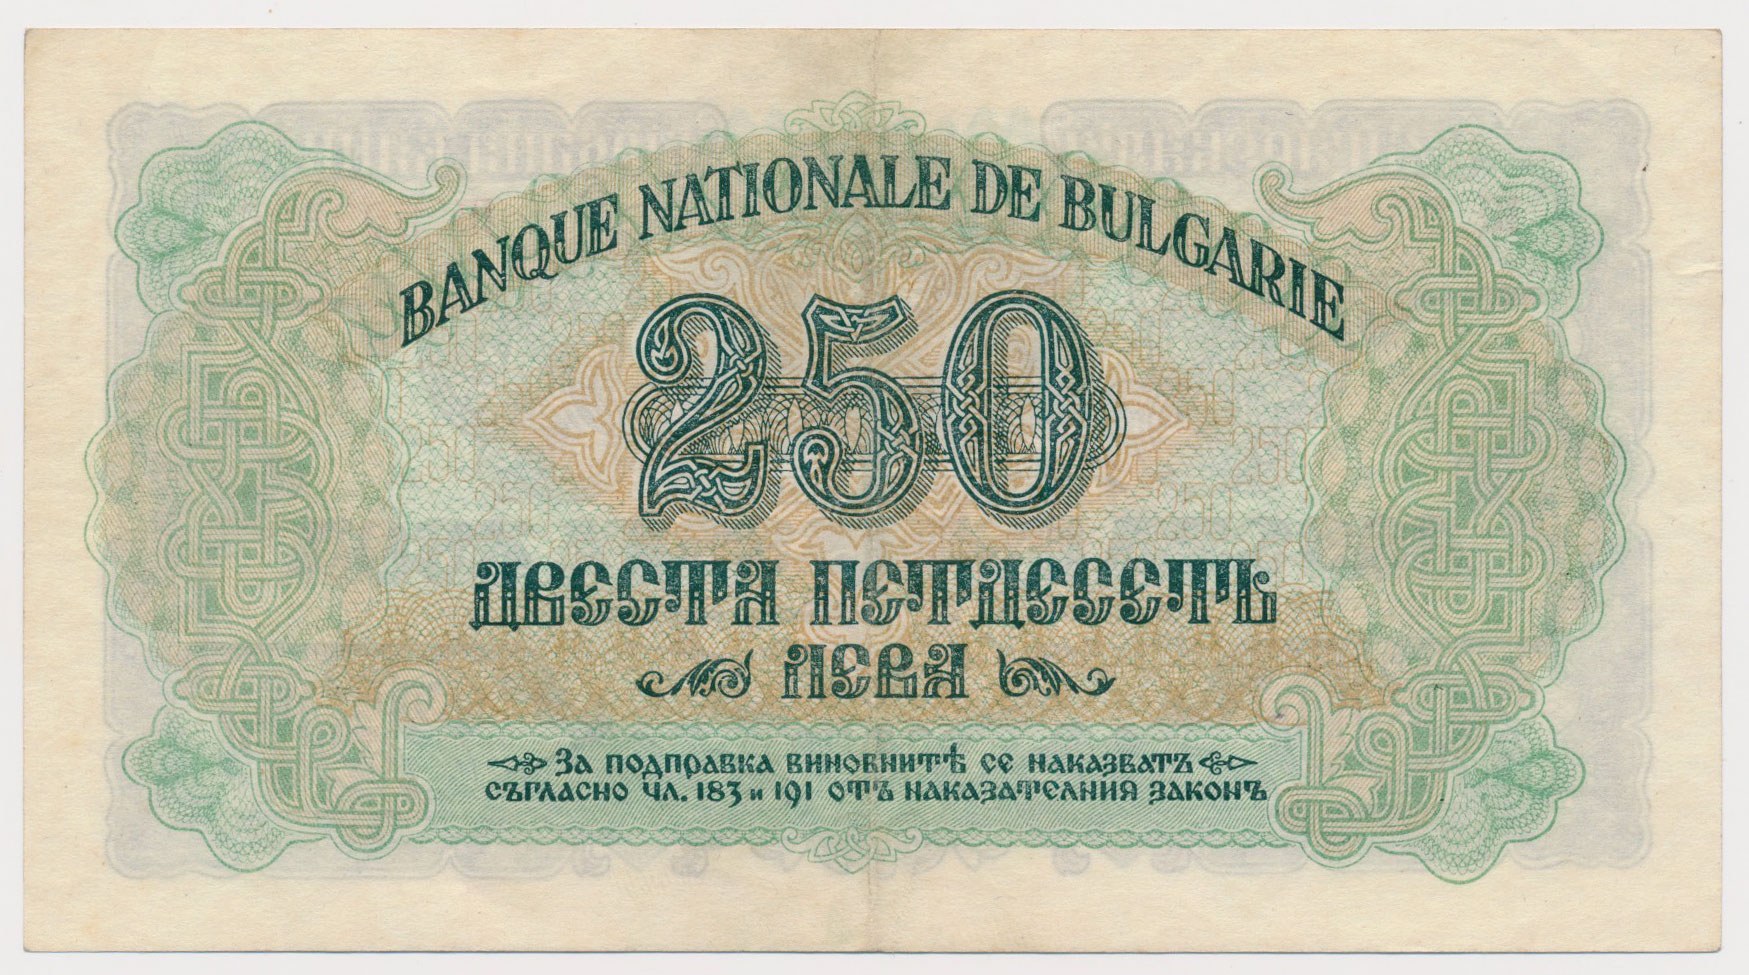 BANQUE NATIONALE DE BULGARIE
250
ДВЕСТА ПЕТДЕСЕТЬ
ЛЕВА
ЗА ПОДПРАВКА ВИНОВНИТѢ СЕ НАКАЗВАТЪ
СЪГЛАСНО ЧЛ. 183 И 191 ОТЪ НАКАЗАТЕЛНИЯ ЗАКОНЪ